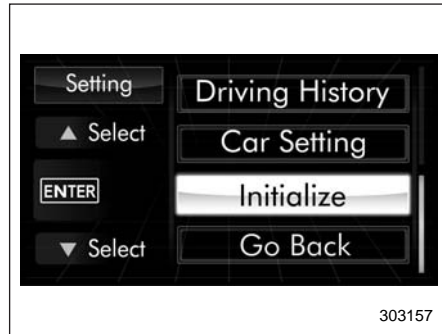 Setting
▲ Select
ENTER
▼ Select
Driving History
Car Setting
Initialize
Go Back
303157